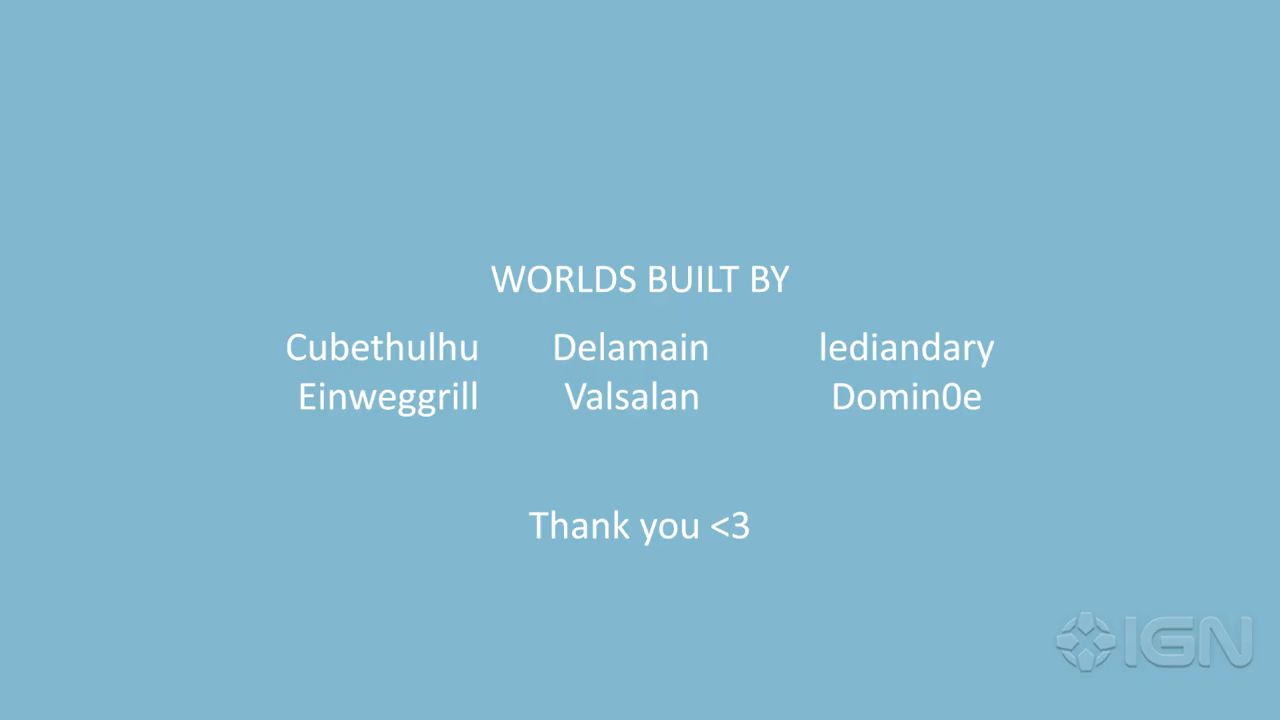 WORLDS BUILT BY
Cubethulhu Delamain lediandary
Einweggrill Valsalan Domin0e
Thank you <3
IGN